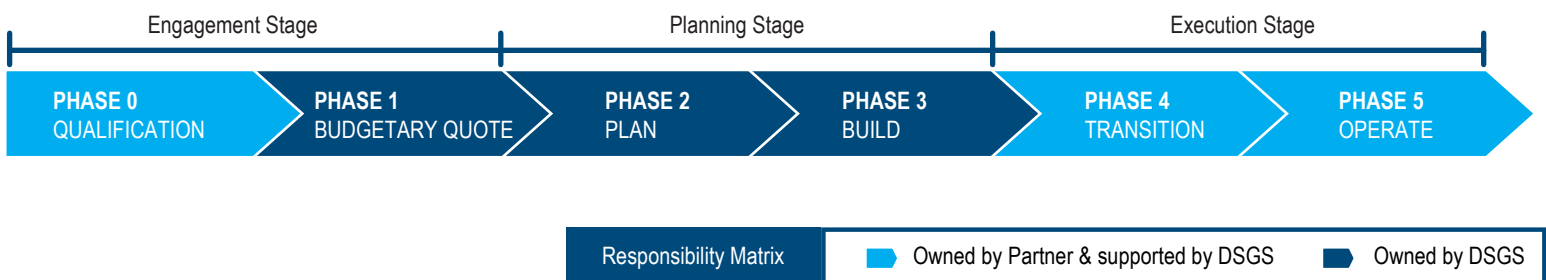 Engagement Stage
Planning Stage
Execution Stage
PHASE 0
QUALIFICATION
PHASE 1
BUDGETARY QUOTE
PHASE 2
PLAN
PHASE 3
BUILD
PHASE 4
TRANSITION
PHASE 5
OPERATE
Responsibility Matrix
Owned by Partner & supported by DSGS
Owned by DSGS